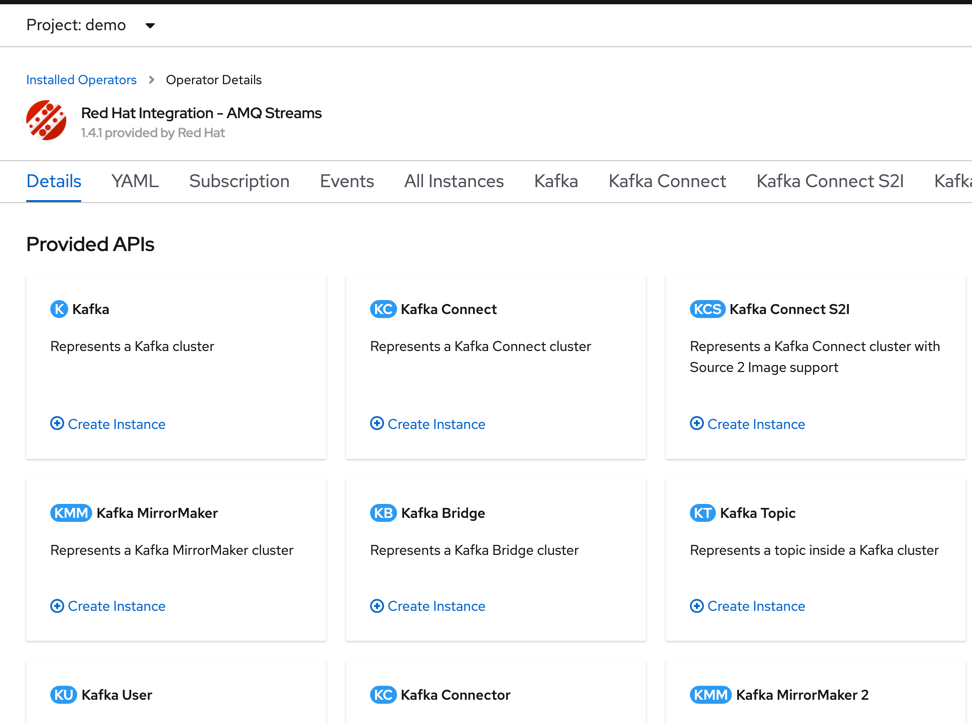 Project: demo
Installed Operators > Operator Details
Red Hat Integration - AMQ Streams
1.4.1 provided by Red Hat
Details YAML Subscription Events All Instances Kafka Kafka Connect Kafka Connect S2I Kafk
Provided APIs
K Kafka
Represents a Kafka cluster
Create Instance
KC Kafka Connect
Represents a Kafka Connect cluster
Create Instance
KCS Kafka Connect S2I
Represents a Kafka Connect cluster with
Source 2 Image support
Create Instance
KMM Kafka MirrorMaker
Represents a Kafka MirrorMaker cluster
Create Instance
KB Kafka Bridge
Represents a Kafka Bridge cluster
Create Instance
KT Kafka Topic
Represents a topic inside a Kafka cluster
Create Instance
KU Kafka User
KC Kafka Connector
KMM Kafka MirrorMaker 2